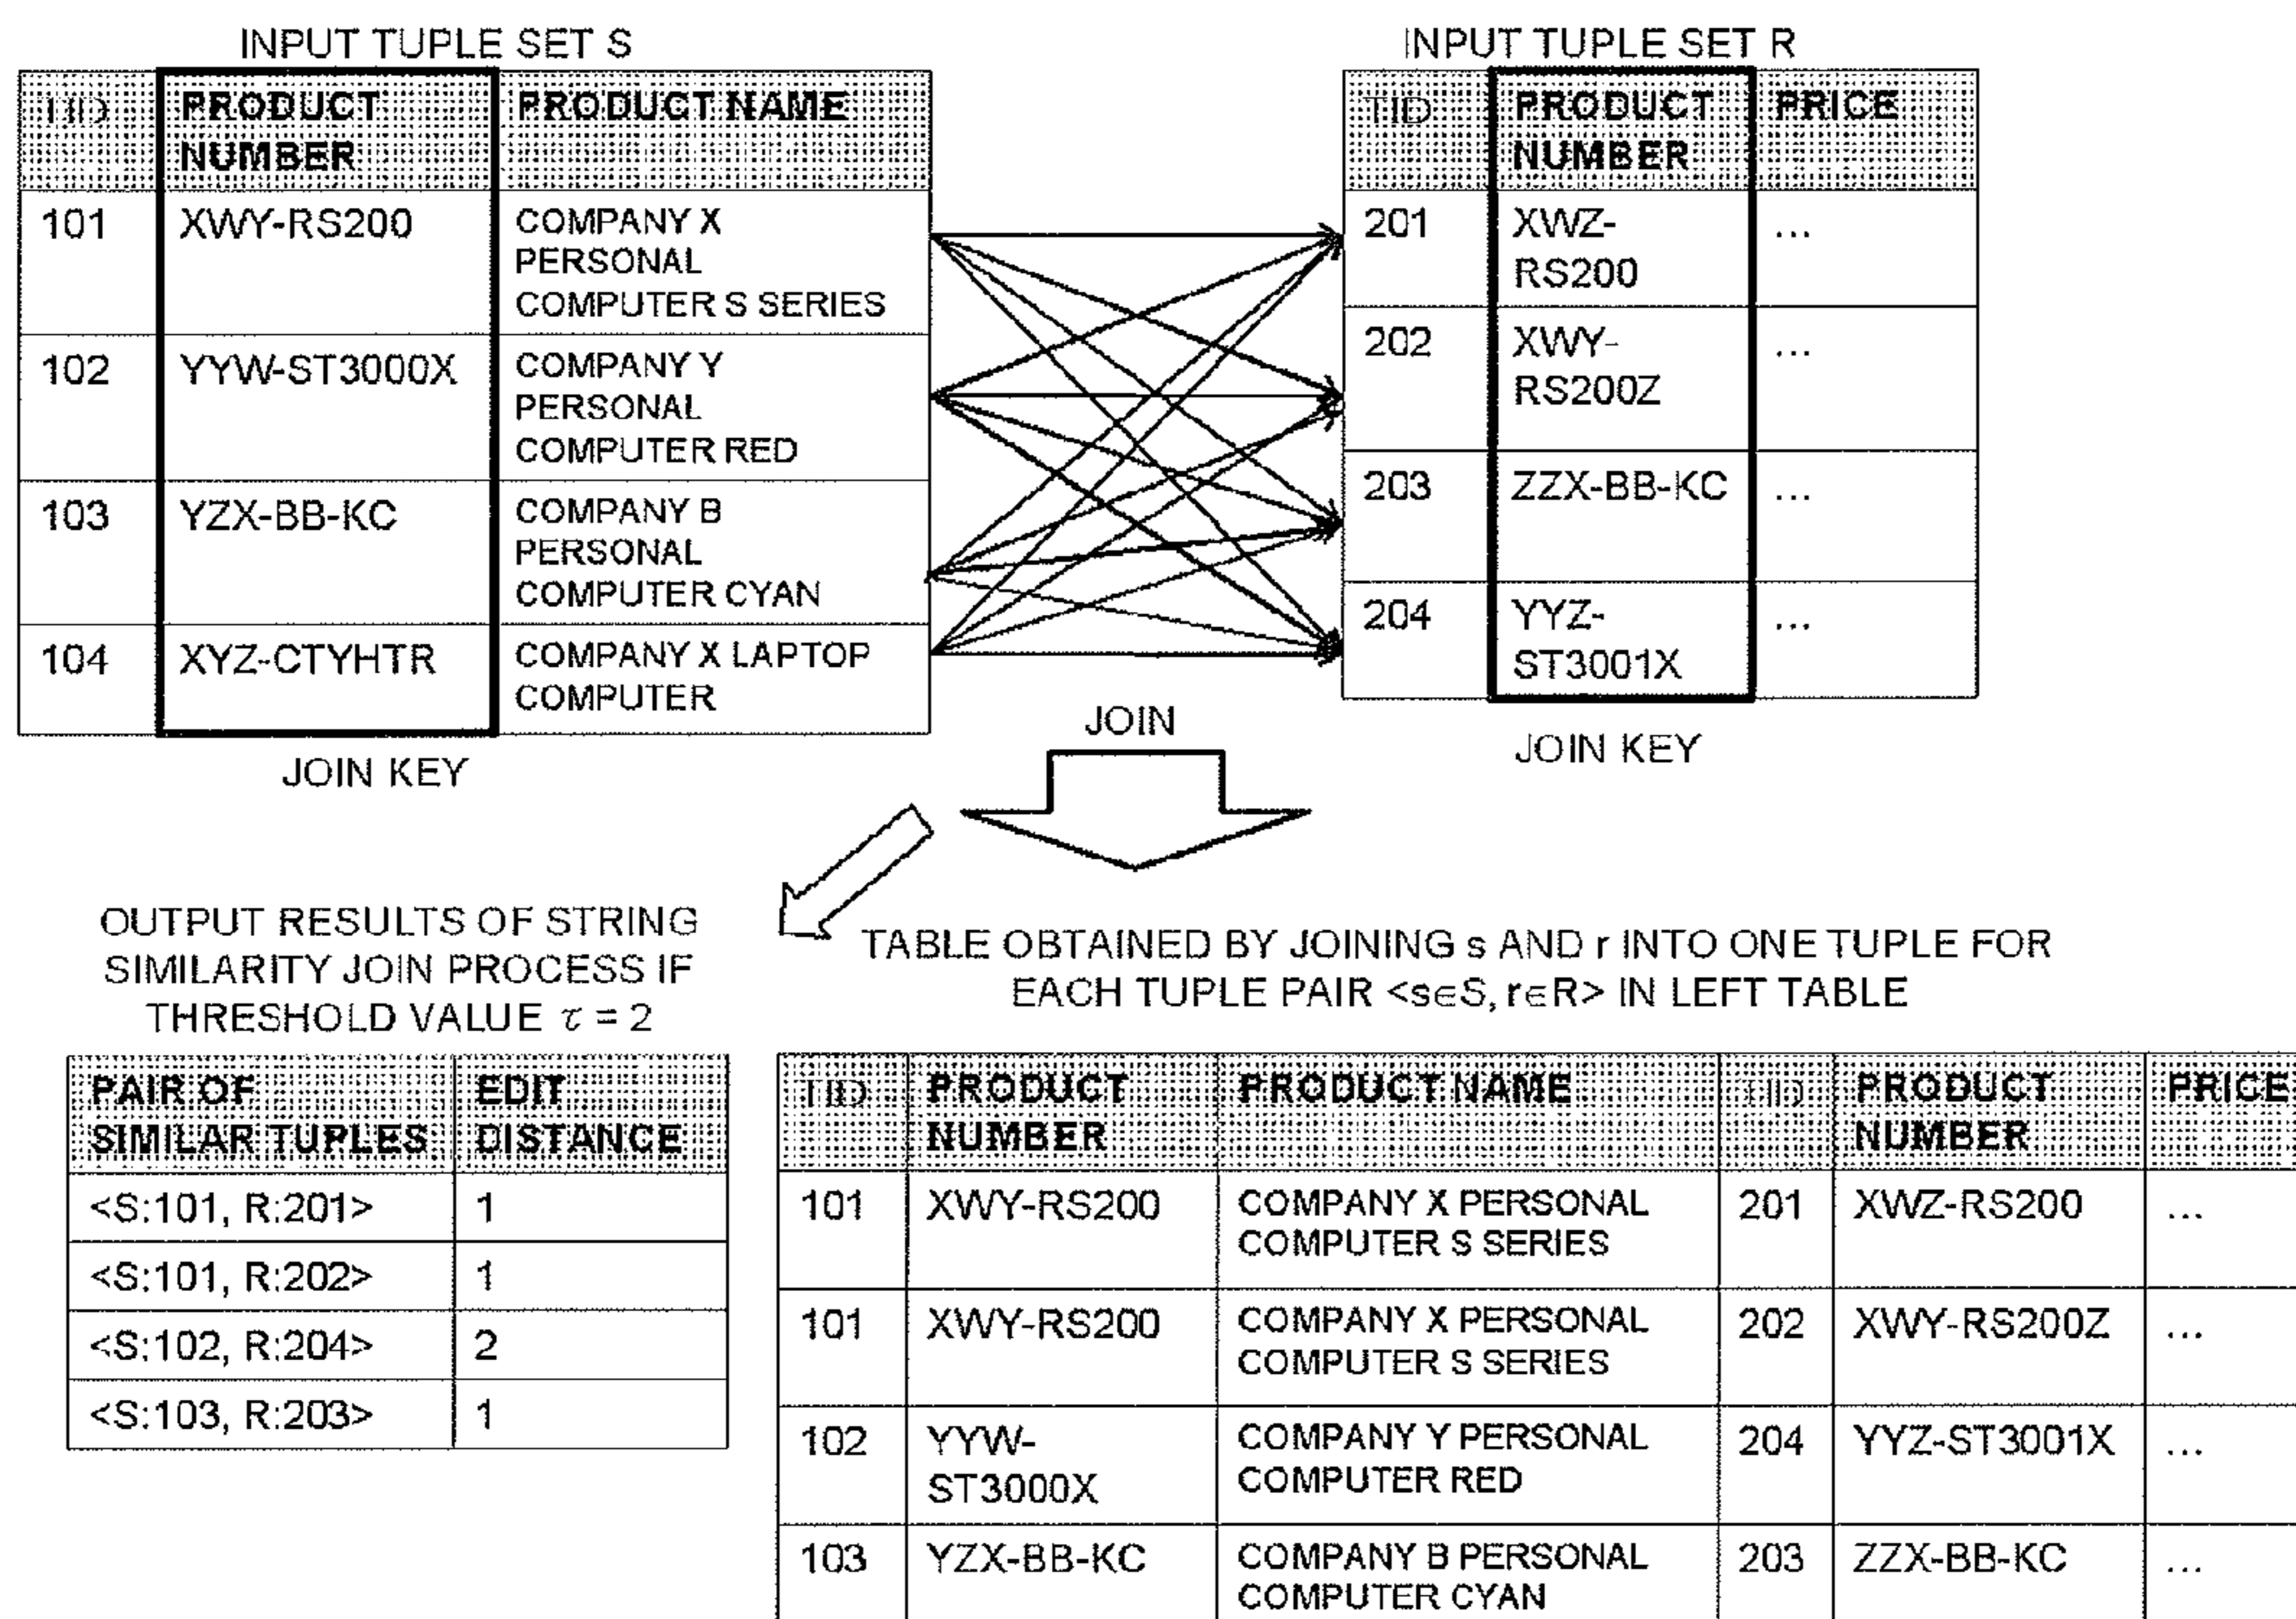 INPUT TUPLE SET S
TID PRODUCT NUMBER PRODUCT NAME
101 XWY-RS200 COMPANY X PERSONAL COMPUTER S SERIES
102 YYW-ST3000X COMPANY Y PERSONAL COMPUTER RED
103 YZX-BB-KC COMPANY B PERSONAL COMPUTER CYAN
104 XYZ-CTYHTR COMPANY X LAPTOP COMPUTER
JOIN KEY
INPUT TUPLE SET R
TID PRODUCT NUMBER PRICE
201 XWZ-RS200 ...
202 XWY-RS200Z ...
203 ZZX-BB-KC ...
204 YYZ-ST3001X ...
JOIN KEY
JOIN
OUTPUT RESULTS OF STRING
SIMILARITY JOIN PROCESS IF
THRESHOLD VALUE τ = 2
PAIR OF SIMILAR TUPLES EDIT DISTANCE
<S:101, R:201> 1
<S:101, R:202> 1
<S:102, R:204> 2
<S:103, R:203> 1
TABLE OBTAINED BY JOINING s AND r INTO ONE TUPLE FOR
EACH TUPLE PAIR <s∈S, r∈R> IN LEFT TABLE
TID PRODUCT NUMBER PRODUCT NAME TID PRODUCT NUMBER PRICE
101 XWY-RS200 COMPANY X PERSONAL COMPUTER S SERIES 201 XWZ-RS200 ...
101 XWY-RS200 COMPANY X PERSONAL COMPUTER S SERIES 202 XWY-RS200Z ...
102 YYW-ST3000X COMPANY Y PERSONAL COMPUTER RED 204 YYZ-ST3001X ...
103 YZX-BB-KC COMPANY B PERSONAL COMPUTER CYAN 203 ZZX-BB-KC ...